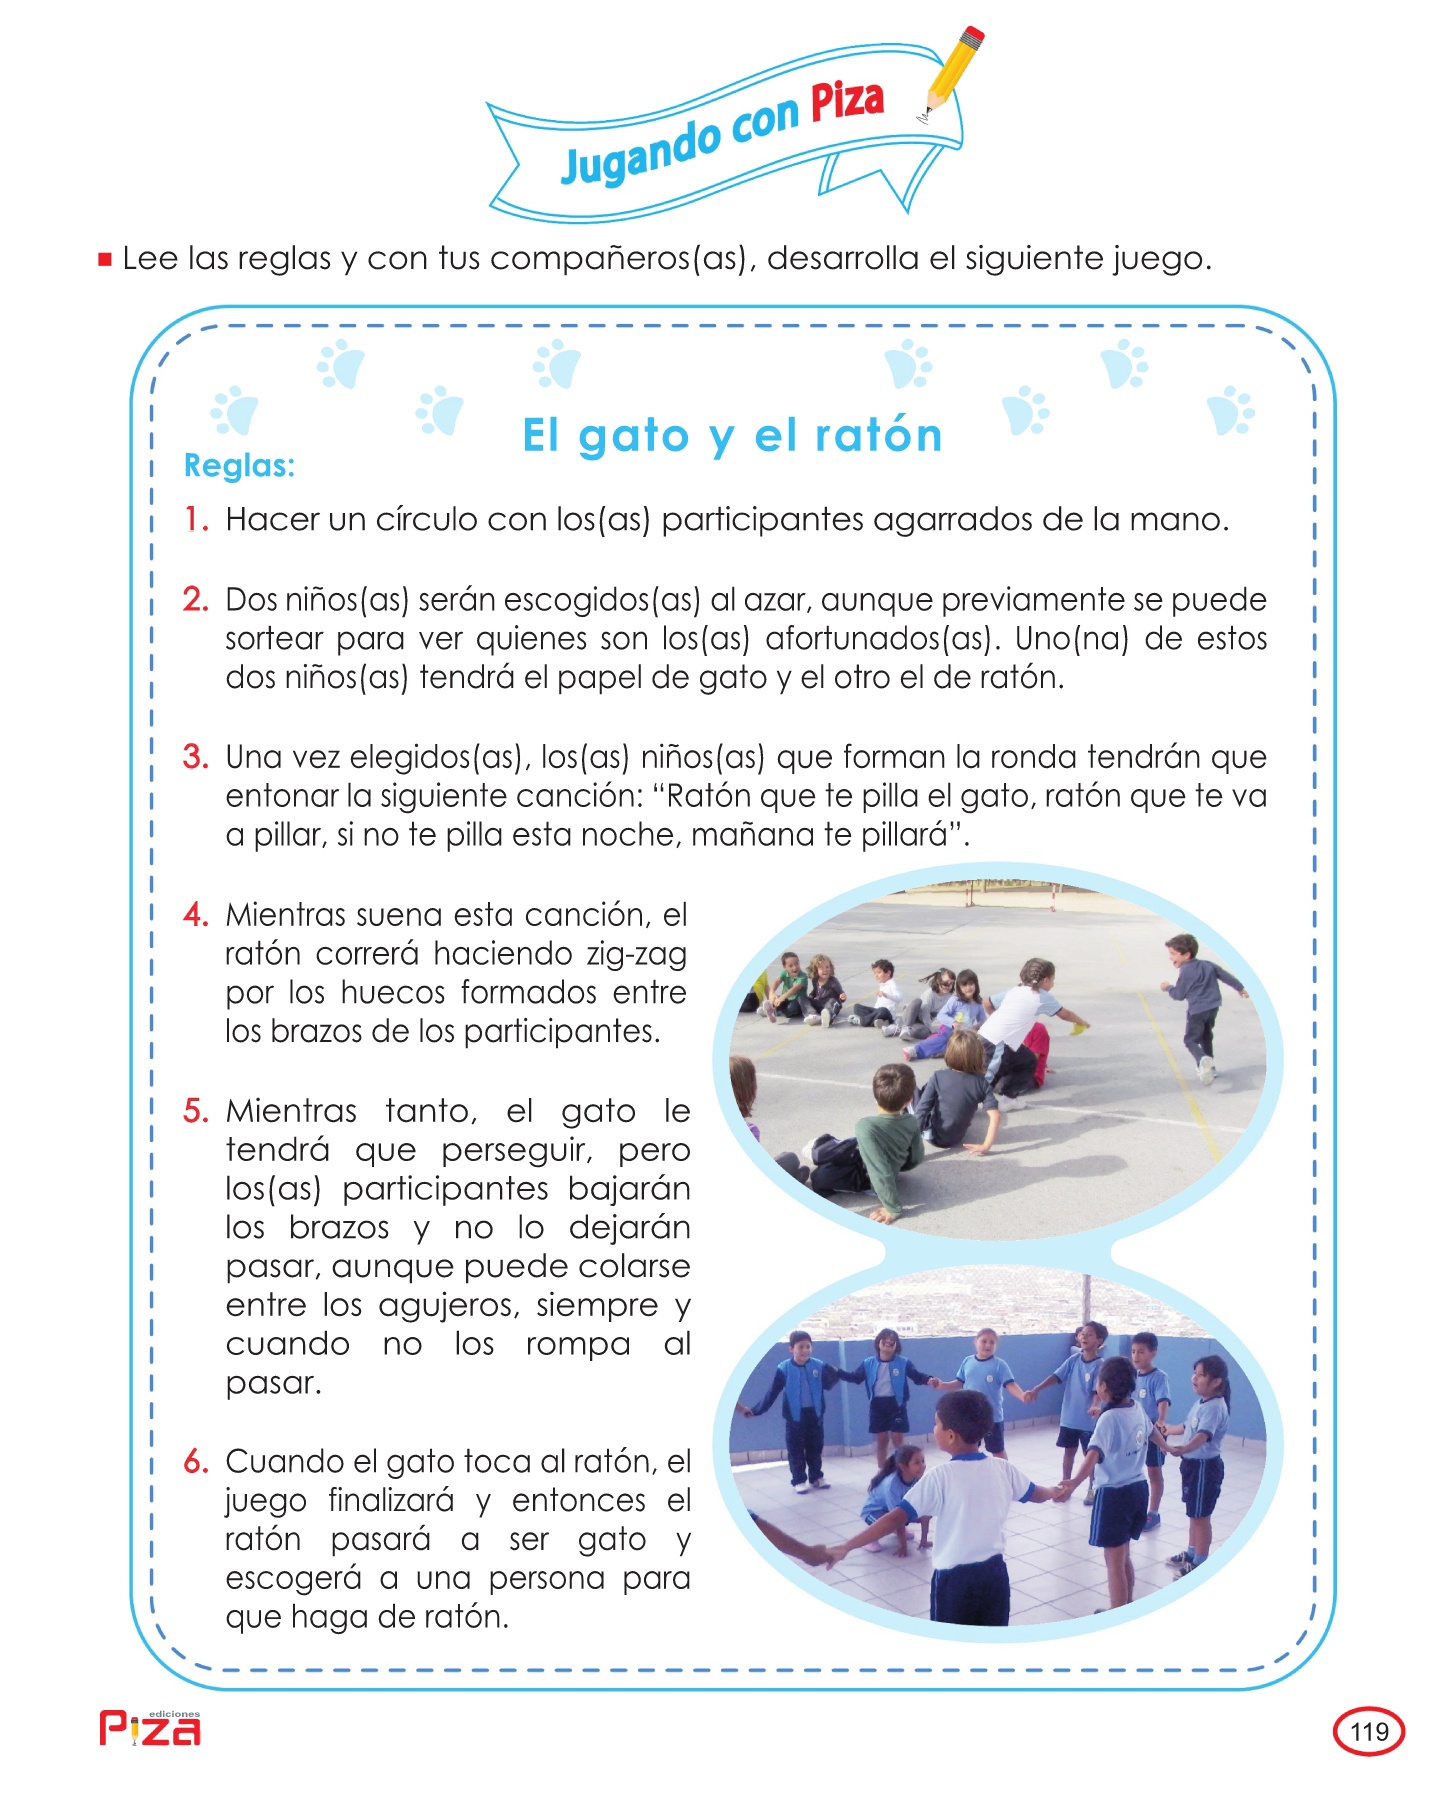 Jugando con Piza
Lee las reglas y con tus compañeros(as), desarrolla el siguiente juego.
El gato y el ratón
Reglas:
1. Hacer un círculo con los(as) participantes agarrados de la mano.
2. Dos niños(as) serán escogidos(as) al azar, aunque previamente se puede
sortear para ver quienes son los(as) afortunados(as). Uno(na) de estos
dos niños(as) tendrá el papel de gato y el otro el de ratón.
3. Una vez elegidos(as), los(as) niños(as) que forman la ronda tendrán que
entonar la siguiente canción: “Ratón que te pilla el gato, ratón que te va
a pillar, si no te pilla esta noche, mañana te pillará”.
4. Mientras suena esta canción, el
ratón correrá haciendo zig-zag
por los huecos formados entre
los brazos de los participantes.
5. Mientras tanto, el gato le
tendrá que perseguir, pero
los(as) participantes bajarán
los brazos y no lo dejarán
pasar, aunque puede colarse
entre los agujeros, siempre y
cuando no los rompa al
pasar.
6. Cuando el gato toca al ratón, el
juego finalizará y entonces el
ratón pasará a ser gato y
escogerá a una persona para
que haga de ratón.
ediciones
Piza
119